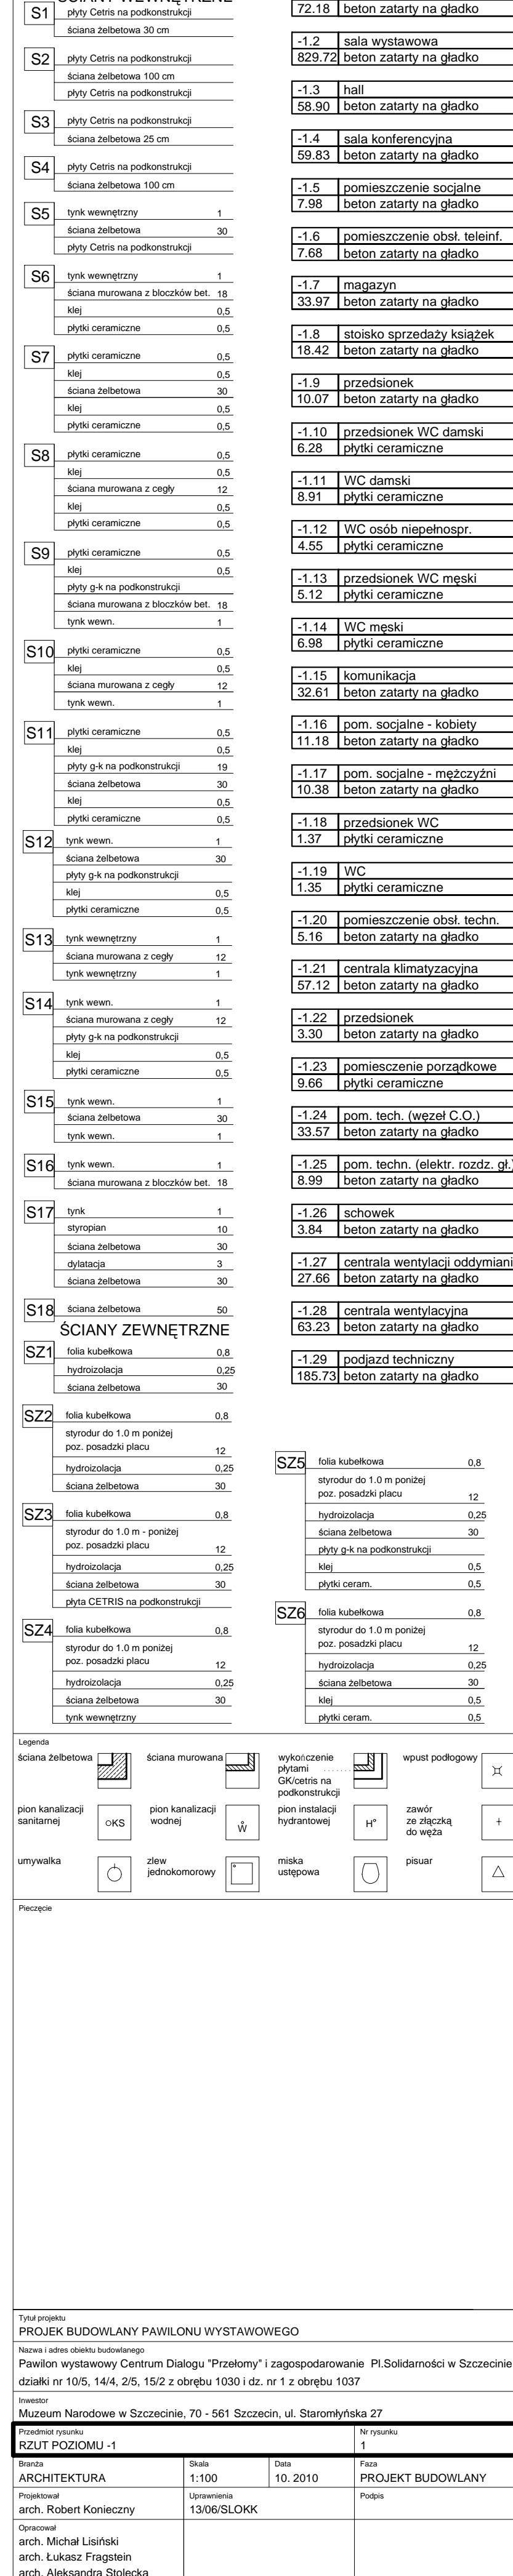 ŚCIANY WEWNĘTRZNE
S1
płyty Cetris na podkonstrukcji
ściana żelbetowa 30 cm
S2
płyty Cetris na podkonstrukcji
ściana żelbetowa 100 cm
płyty Cetris na podkonstrukcji
S3
płyty Cetris na podkonstrukcji
ściana żelbetowa 25 cm
S4
płyty Cetris na podkonstrukcji
ściana żelbetowa 100 cm
S5
tynk wewnętrzny 1
ściana żelbetowa 30
płyty Cetris na podkonstrukcji
S6
tynk wewnętrzny 1
ściana murowana z bloczków bet. 18
klej 0,5
płytki ceramiczne 0,5
S7
płytki ceramiczne 0,5
klej 0,5
ściana żelbetowa 30
klej 0,5
płytki ceramiczne 0,5
S8
płytki ceramiczne 0,5
klej 0,5
ściana murowana z cegły 12
klej 0,5
płytki ceramiczne 0,5
S9
płytki ceramiczne 0,5
klej 0,5
płyty g-k na podkonstrukcji
ściana murowana z bloczków bet. 18
tynk wewn. 1
S10
płytki ceramiczne 0,5
klej 0,5
ściana murowana z cegły 12
tynk wewn. 1
S11
plytki ceramiczne 0,5
klej 0,5
płyty g-k na podkonstrukcji 19
ściana żelbetowa 30
klej 0,5
płytki ceramiczne 0,5
S12
tynk wewn. 1
ściana żelbetowa 30
płyty g-k na podkonstrukcji
klej 0,5
płytki ceramiczne 0,5
S13
tynk wewnętrzny 1
ściana murowana z cegły 12
tynk wewnętrzny 1
S14
tynk wewn. 1
ściana murowana z cegły 12
płyty g-k na podkonstrukcji
klej 0,5
płytki ceramiczne 0,5
S15
tynk wewn. 1
ściana żelbetowa 30
tynk wewn. 1
S16
tynk wewn. 1
ściana murowana z bloczków bet. 18
S17
tynk 1
styropian 10
ściana żelbetowa 30
dylatacja 3
ściana żelbetowa 30
S18
ściana żelbetowa 50
ŚCIANY ZEWNĘTRZNE
SZ1
folia kubełkowa 0,8
hydroizolacja 0,25
ściana żelbetowa 30
SZ2
folia kubełkowa 0,8
styrodur do 1.0 m poniżej
poz. posadzki placu 12
hydroizolacja 0,25
ściana żelbetowa 30
SZ3
folia kubełkowa 0,8
styrodur do 1.0 m - poniżej
poz. posadzki placu 12
hydroizolacja 0,25
ściana żelbetowa 30
płyta CETRIS na podkonstrukcji
SZ4
folia kubełkowa 0,8
styrodur do 1.0 m poniżej
poz. posadzki placu 12
hydroizolacja 0,25
ściana żelbetowa 30
tynk wewnętrzny
72.18 beton zatarty na gładko
-1.2 sala wystawowa
829.72 beton zatarty na gładko
-1.3 hall
58.90 beton zatarty na gładko
-1.4 sala konferencyjna
59.83 beton zatarty na gładko
-1.5 pomieszczenie socjalne
7.98 beton zatarty na gładko
-1.6 pomieszczenie obsł. teleinf.
7.68 beton zatarty na gładko
-1.7 magazyn
33.97 beton zatarty na gładko
-1.8 stoisko sprzedaży książek
18.42 beton zatarty na gładko
-1.9 przedsionek
10.07 beton zatarty na gładko
-1.10 przedsionek WC damski
6.28 płytki ceramiczne
-1.11 WC damski
8.91 płytki ceramiczne
-1.12 WC osób niepełnospr.
4.55 płytki ceramiczne
-1.13 przedsionek WC męski
5.12 płytki ceramiczne
-1.14 WC męski
6.98 płytki ceramiczne
-1.15 komunikacja
32.61 beton zatarty na gładko
-1.16 pom. socjalne - kobiety
11.18 beton zatarty na gładko
-1.17 pom. socjalne - mężczyźni
10.38 beton zatarty na gładko
-1.18 przedsionek WC
1.37 płytki ceramiczne
-1.19 WC
1.35 płytki ceramiczne
-1.20 pomieszczenie obsł. techn.
5.16 beton zatarty na gładko
-1.21 centrala klimatyzacyjna
57.12 beton zatarty na gładko
-1.22 przedsionek
3.30 beton zatarty na gładko
-1.23 pomiesczenie porządkowe
9.66 płytki ceramiczne
-1.24 pom. tech. (węzeł C.O.)
33.57 beton zatarty na gładko
-1.25 pom. techn. (elektr. rozdz. gł.)
8.99 beton zatarty na gładko
-1.26 schowek
3.84 beton zatarty na gładko
-1.27 centrala wentylacji oddymiani
27.66 beton zatarty na gładko
-1.28 centrala wentylacyjna
63.23 beton zatarty na gładko
-1.29 podjazd techniczny
185.73 beton zatarty na gładko
SZ5
folia kubełkowa 0,8
styrodur do 1.0 m poniżej
poz. posadzki placu 12
hydroizolacja 0,25
ściana żelbetowa 30
płyty g-k na podkonstrukcji
klej 0,5
płytki ceram. 0,5
SZ6
folia kubełkowa 0,8
styrodur do 1.0 m poniżej
poz. posadzki placu 12
hydroizolacja 0,25
ściana żelbetowa 30
klej 0,5
płytki ceram. 0,5
Legenda
ściana żelbetowa
ściana murowana
wykończenie
płytami
GK/cetris na
podkonstrukcji
wpust podłogowy
pion kanalizacji
sanitarnej
KS
pion kanalizacji
wodnej
W
pion instalacji
hydrantowej
H
zawór
ze złączką
do węża
umywalka
zlew
jednokomorowy
miska
ustępowa
pisuar
Pieczęcie
Tytuł projektu
PROJEK BUDOWLANY PAWILONU WYSTAWOWEGO
Nazwa i adres obiektu budowlanego
Pawilon wystawowy Centrum Dialogu "Przełomy" i zagospodarowanie Pl.Solidarności w Szczecinie
działki nr 10/5, 14/4, 2/5, 15/2 z obrębu 1030 i dz. nr 1 z obrębu 1037
Inwestor
Muzeum Narodowe w Szczecinie, 70 - 561 Szczecin, ul. Staromłyńska 27
Przedmiot rysunku Nr rysunku
RZUT POZIOMU -1 1
Branża Skala Data Faza
ARCHITEKTURA 1:100 10. 2010 PROJEKT BUDOWLANY
Projektował Uprawnienia Podpis
arch. Robert Konieczny 13/06/SLOKK
Opracował
arch. Michał Lisiński
arch. Łukasz Fragstein
arch. Aleksandra Stolecka